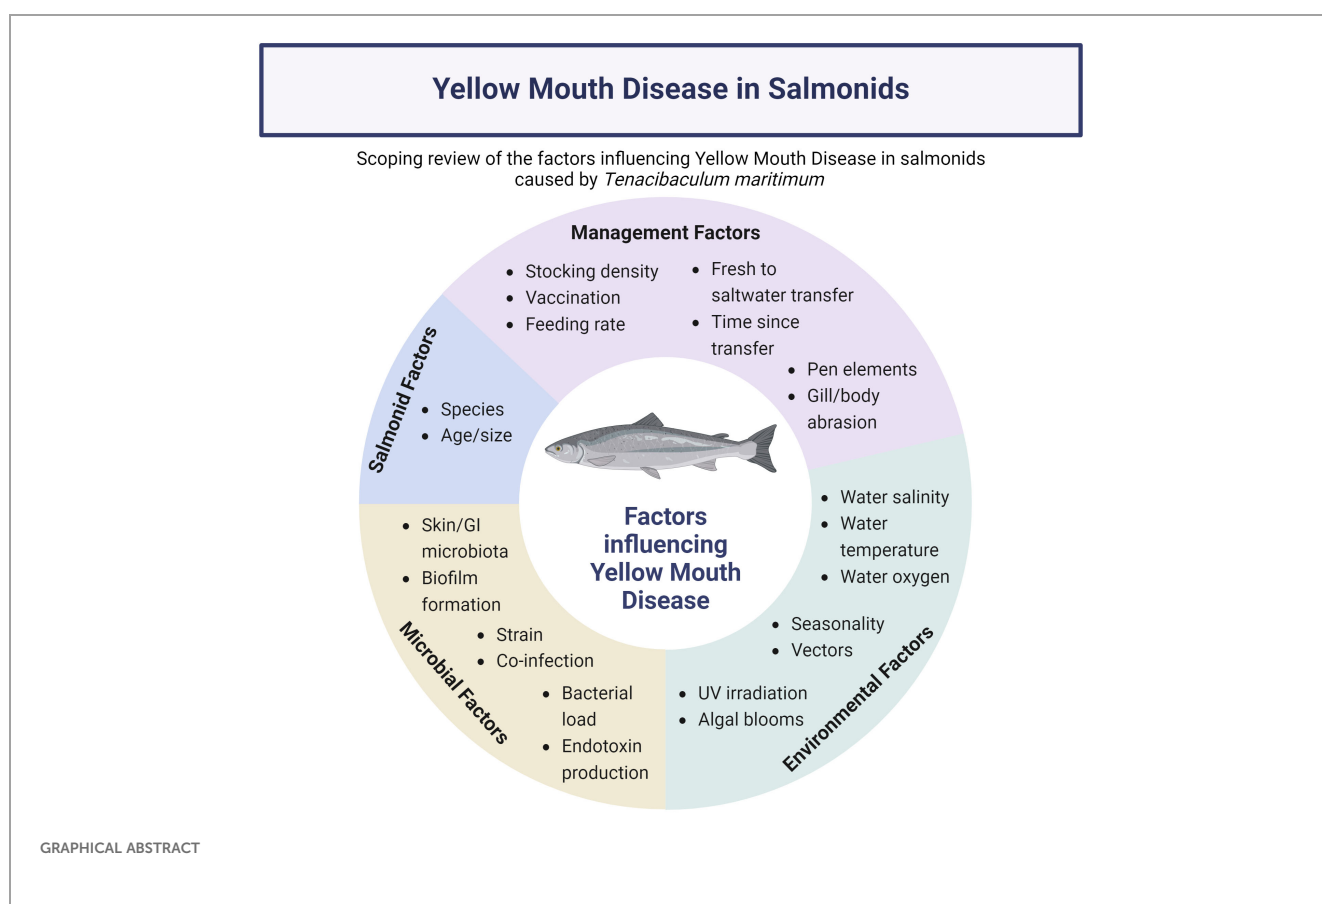 Yellow Mouth Disease in Salmonids
Scoping review of the factors influencing Yellow Mouth Disease in salmonids
caused by Tenacibaculum maritimum
Management Factors
• Stocking density
• Vaccination
• Feeding rate
• Fresh to
saltwater transfer
• Time since
transfer
• Pen elements
• Gill/body
abrasion
Salmonid Factors
• Species
• Age/size
Factors
influencing
Yellow Mouth
Disease
• Water salinity
• Water
temperature
• Water oxygen
• Seasonality
• Vectors
• UV irradiation
• Algal blooms
Environmental Factors
• Skin/GI
microbiota
• Biofilm
formation
• Strain
• Co-infection
• Bacterial
load
• Endotoxin
production
Microbial Factors
GRAPHICAL ABSTRACT